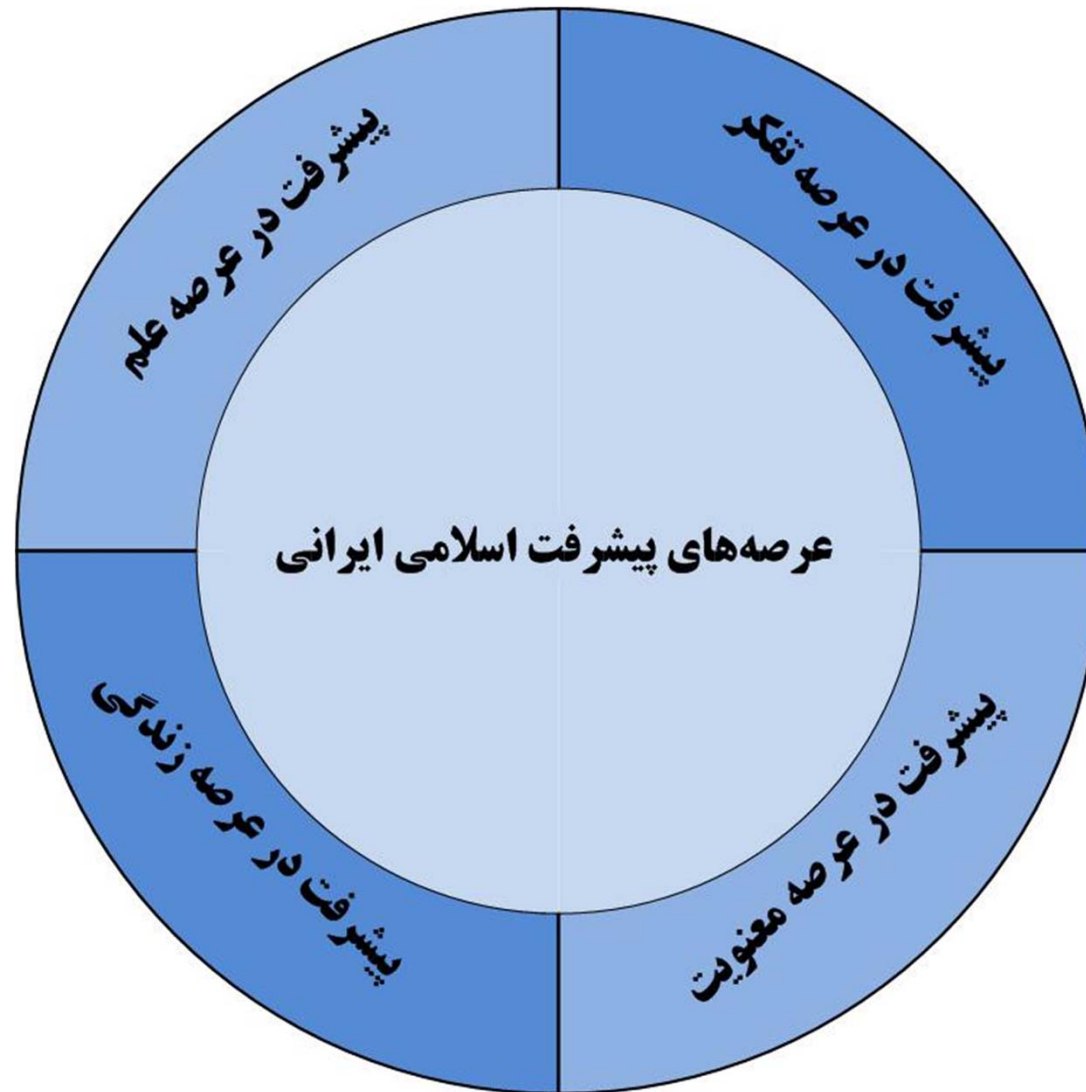 پیشرفت در عرصه تفکر
پیشرفت در عرصه علم
عرصه‌های پیشرفت اسلامی ایرانی
پیشرفت در عرصه معنویت
پیشرفت در عرصه زندگی